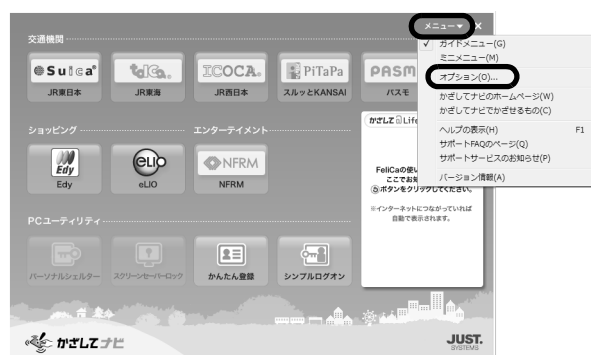 メニュー▼ ×
交通機関
Suica
TOICA
ICOCA
PiTaPa
PASM
JR東日本
JR東海
JR西日本
スルッとKANSAI
パスモ
✓ ガイドメニュー(G)
ミニメニュー(M)
オプション(O)...
かざしてナビのホームページ(W)
かざしてナビでかざせるもの(C)
ヘルプの表示(H) F1
サポートFAQのページ(Q)
サポートサービスのお知らせ(P)
バージョン情報(A)
ショッピング
エンターテイメント
Edy
eLIO
NFRM
Edy
eLIO
NFRM
かざしてLife
FeliCaの使い
ここでお知
ボタンをクリックしてください。
※インターネットにつながっていれば
自動で表示されます。
PCユーティリティ
パーソナルシェルター
スクリーンセーバーロック
かんたん登録
シンプルログオン
かざしてナビ
JUST.
SYSTEMS